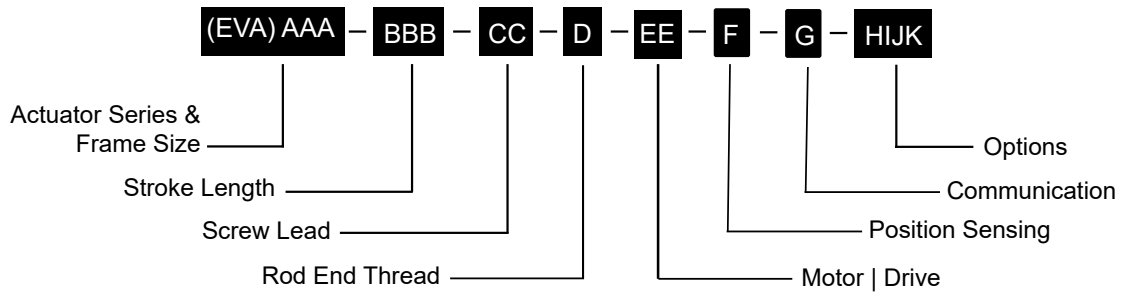 (EVA) AAA – BBB – CC – D – EE – F – G – HIJK
Actuator Series &
Frame Size
Options
Stroke Length
Communication
Screw Lead
Position Sensing
Rod End Thread
Motor | Drive